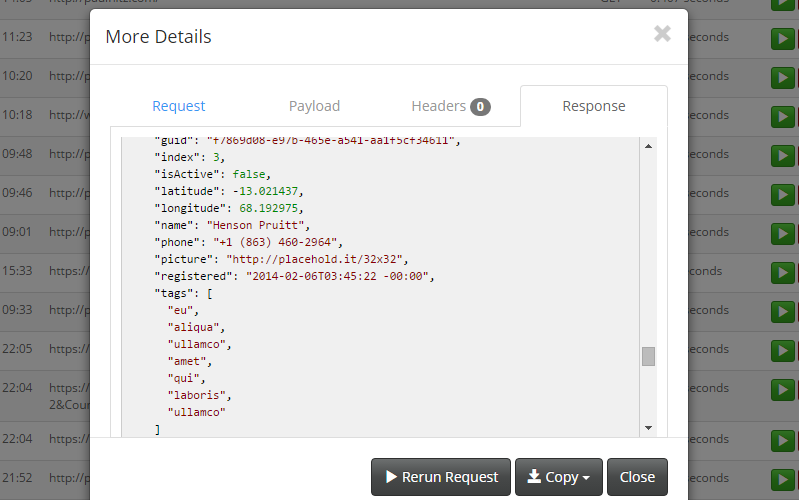 More Details
×
Request
Payload
Headers 0
Response
"guid": "f7869d08-e97b-465e-a541-aa1f5cf34611",
"index": 3,
"isActive": false,
"latitude": -13.021437,
"longitude": 68.192975,
"name": "Henson Pruitt",
"phone": "+1 (863) 460-2964",
"picture": "http://placehold.it/32x32",
"registered": "2014-02-06T03:45:22 -00:00",
"tags": [
"eu",
"aliqua",
"ullamco",
"amet",
"qui",
"laboris",
"ullamco"
]
Rerun Request
Copy
Close
11:23 http://p econds
10:20 http://p econds
10:18 http://w econds
09:48 http://p econds
09:46 http://p econds
09:01 http://p econds
15:33 https:// econds
09:33 http://p econds
22:05 https:// econds
22:04 https:// econds
2&Cour
22:04 https:// econds
21:52 http://p econds